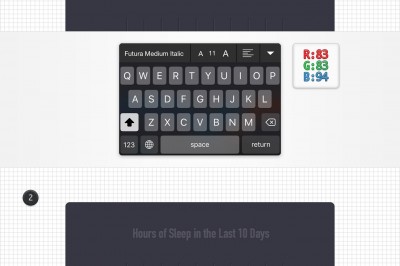 Futura Medium Italic A 11 A
R:83
G:83
B:94
Q W E R T Y U I O P
A S D F G H J K L
Z X C V B N M
123 space return
2
Hours of Sleep in the Last 10 Days